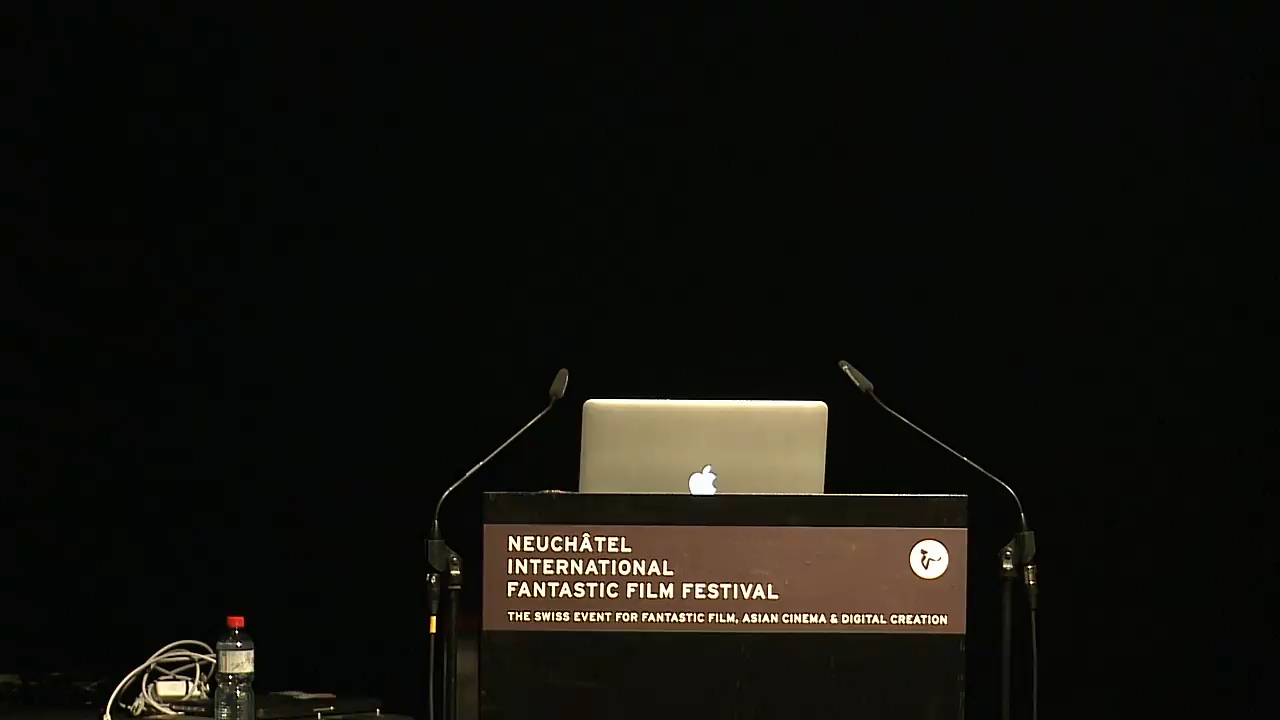 NEUCHÂTEL
INTERNATIONAL
FANTASTIC FILM FESTIVAL
THE SWISS EVENT FOR FANTASTIC FILM, ASIAN CINEMA & DIGITAL CREATION